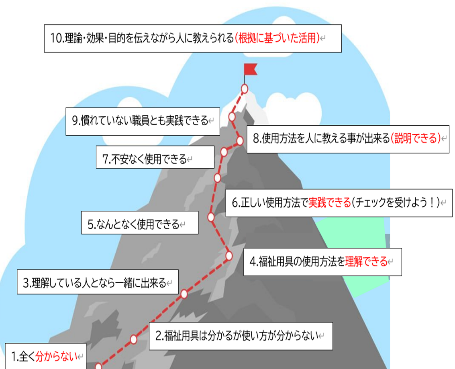 10.理論・効果・目的を伝えながら人に教えられる(根拠に基づいた活用)
9.慣れていない職員とも実践できる
8.使用方法を人に教える事が出来る(説明できる)
7.不安なく使用できる
6.正しい使用方法で実践できる(チェックを受けよう！)
5.なんとなく使用できる
4.福祉用具の使用方法を理解できる
3.理解している人となら一緒に出来る
2.福祉用具は分かるが使い方が分からない
1.全く分からない